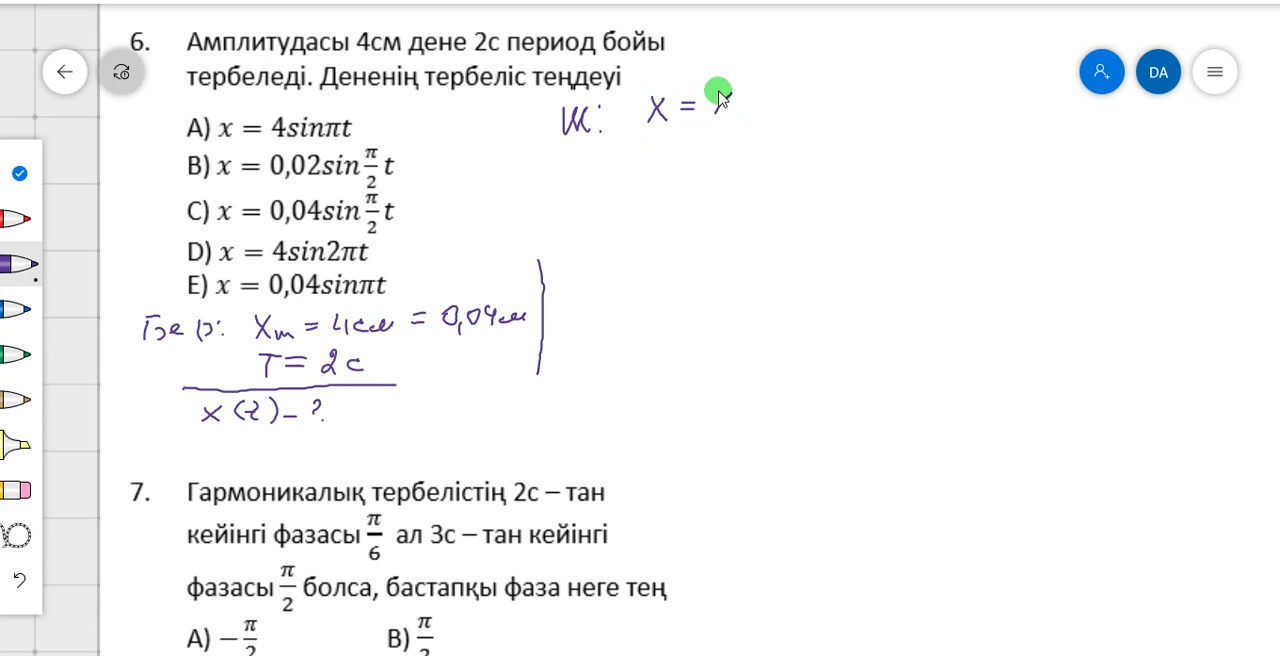 6. Амплитудасы 4см дене 2с период бойы
тербеледі. Дененің тербеліс теңдеуі
A) x = 4sinπt
B) x = 0,02sin π/2 t
C) x = 0,04sin π/2 t
D) x = 4sin2πt
E) x = 0,04sinπt
Ш: x =
Бер: Xm = 4см = 0,04м
T = 2c
x(t) – ?
7. Гармоникалық тербелістің 2с – тан
кейінгі фазасы π/6 ал 3с – тан кейінгі
фазасы π/2 болса, бастапқы фаза неге тең
A) − π/2 B) π/2
DA